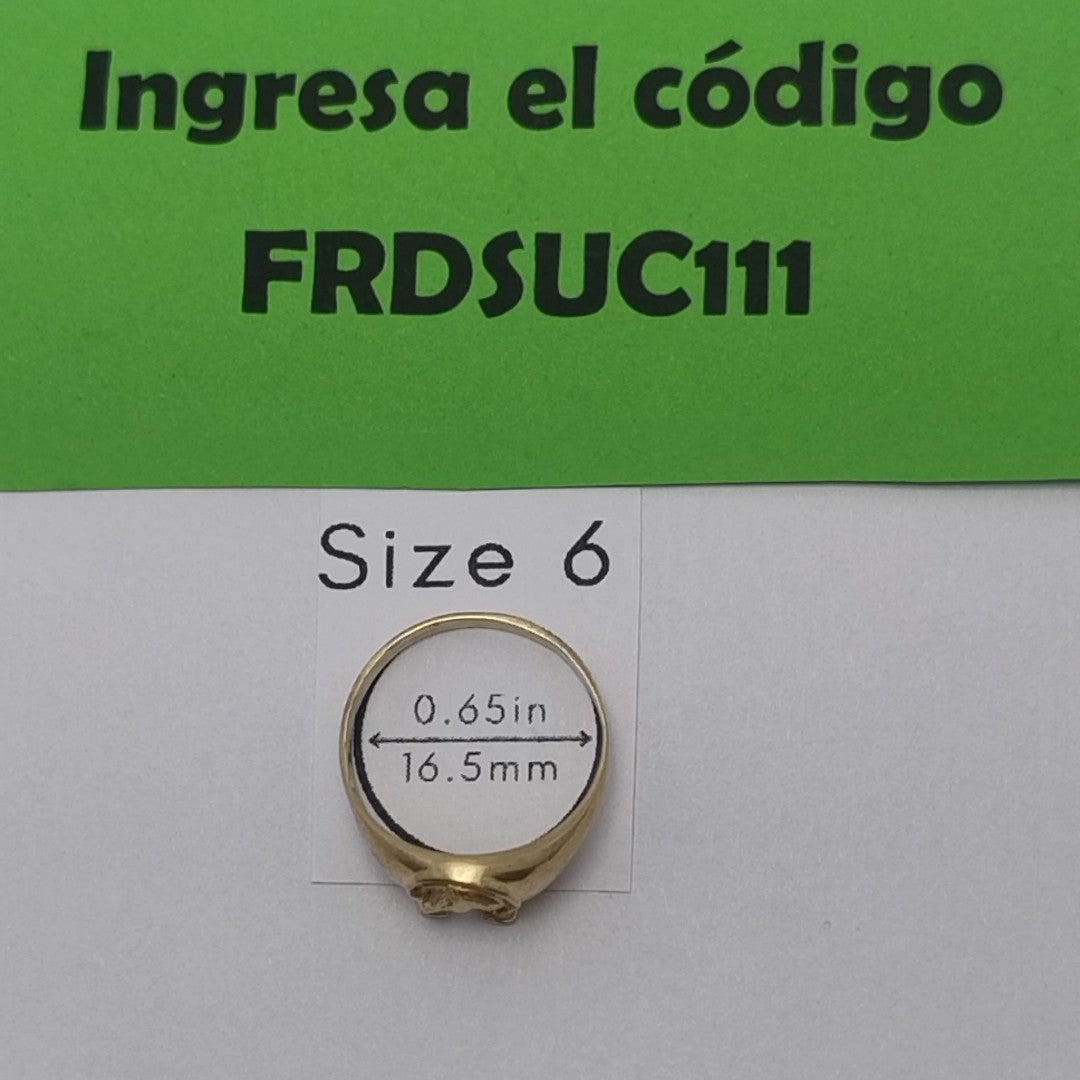 Ingresa el código
FRDSUC111
Size 6
0.65in
16.5mm